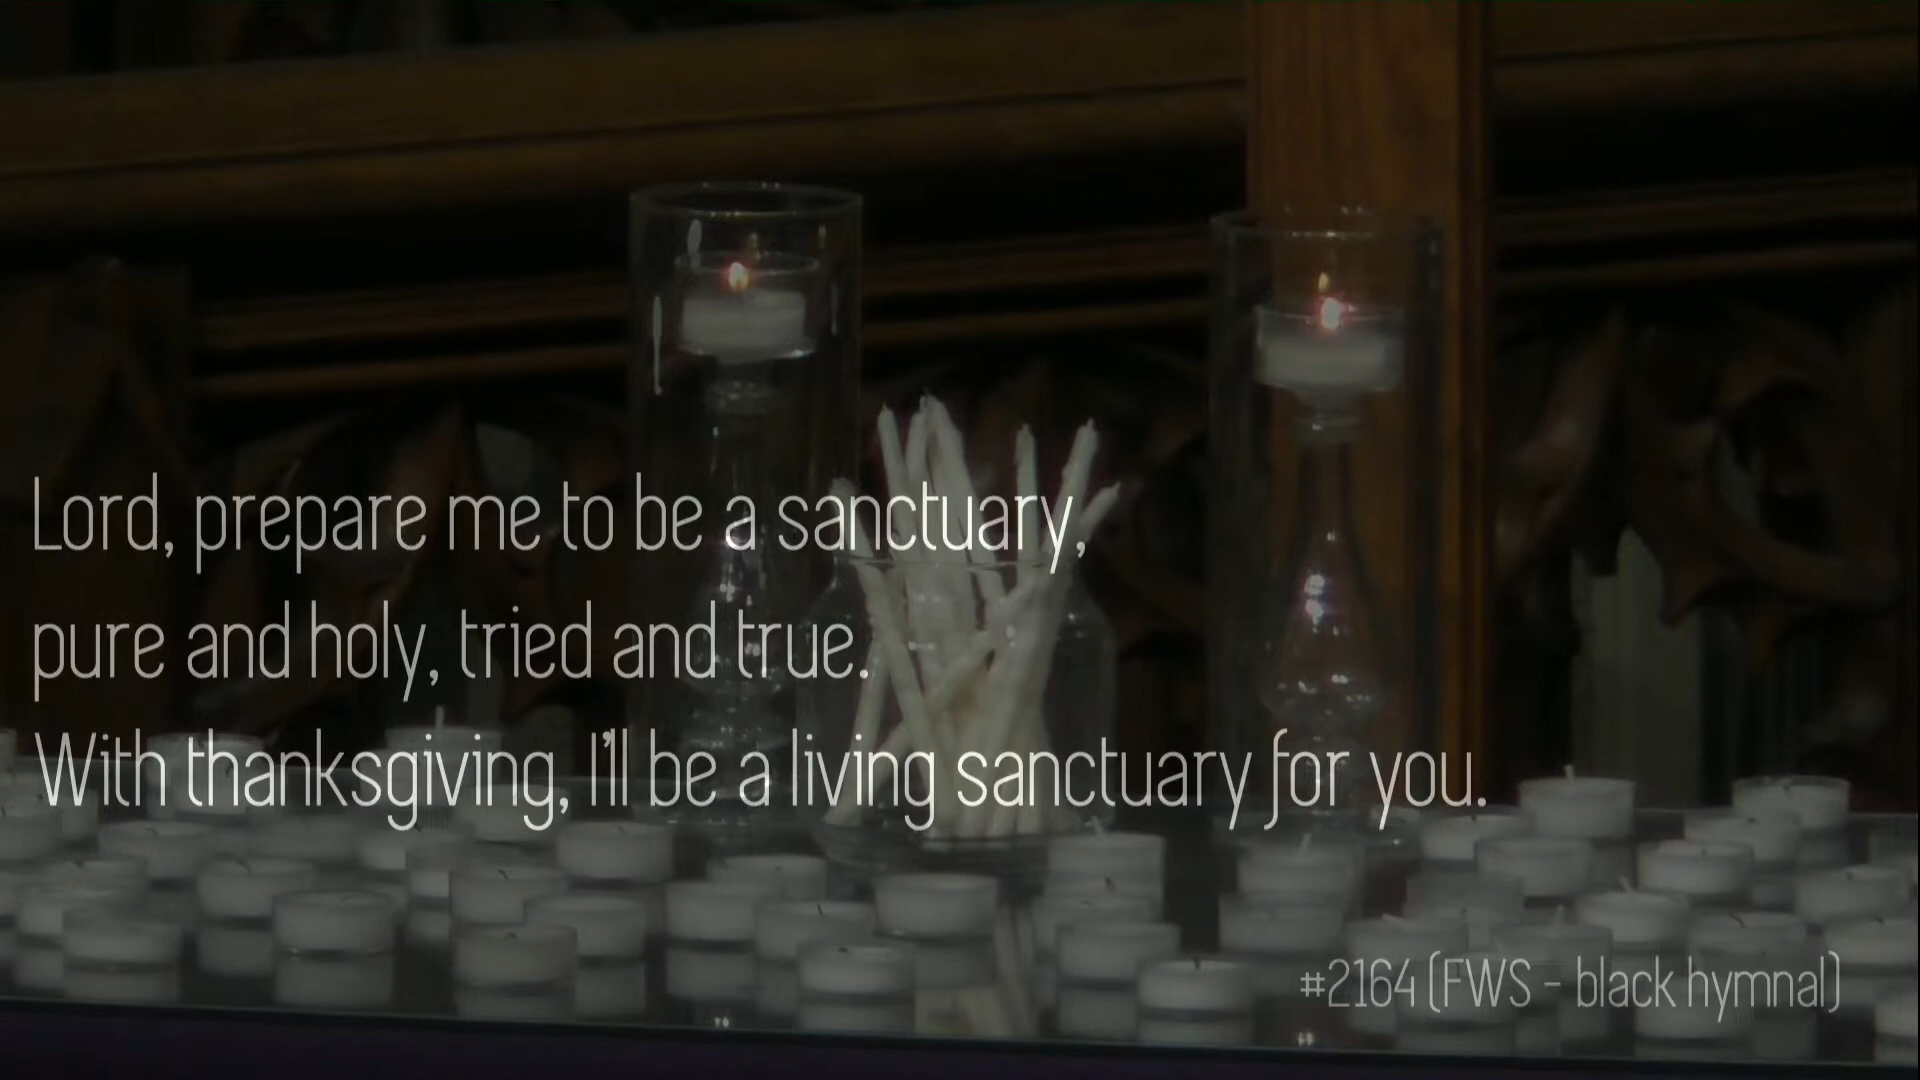 Lord, prepare me to be a sanctuary,
pure and holy, tried and true.
With thanksgiving, I'll be a living sanctuary for you.
#2164 (FWS - black hymnal)